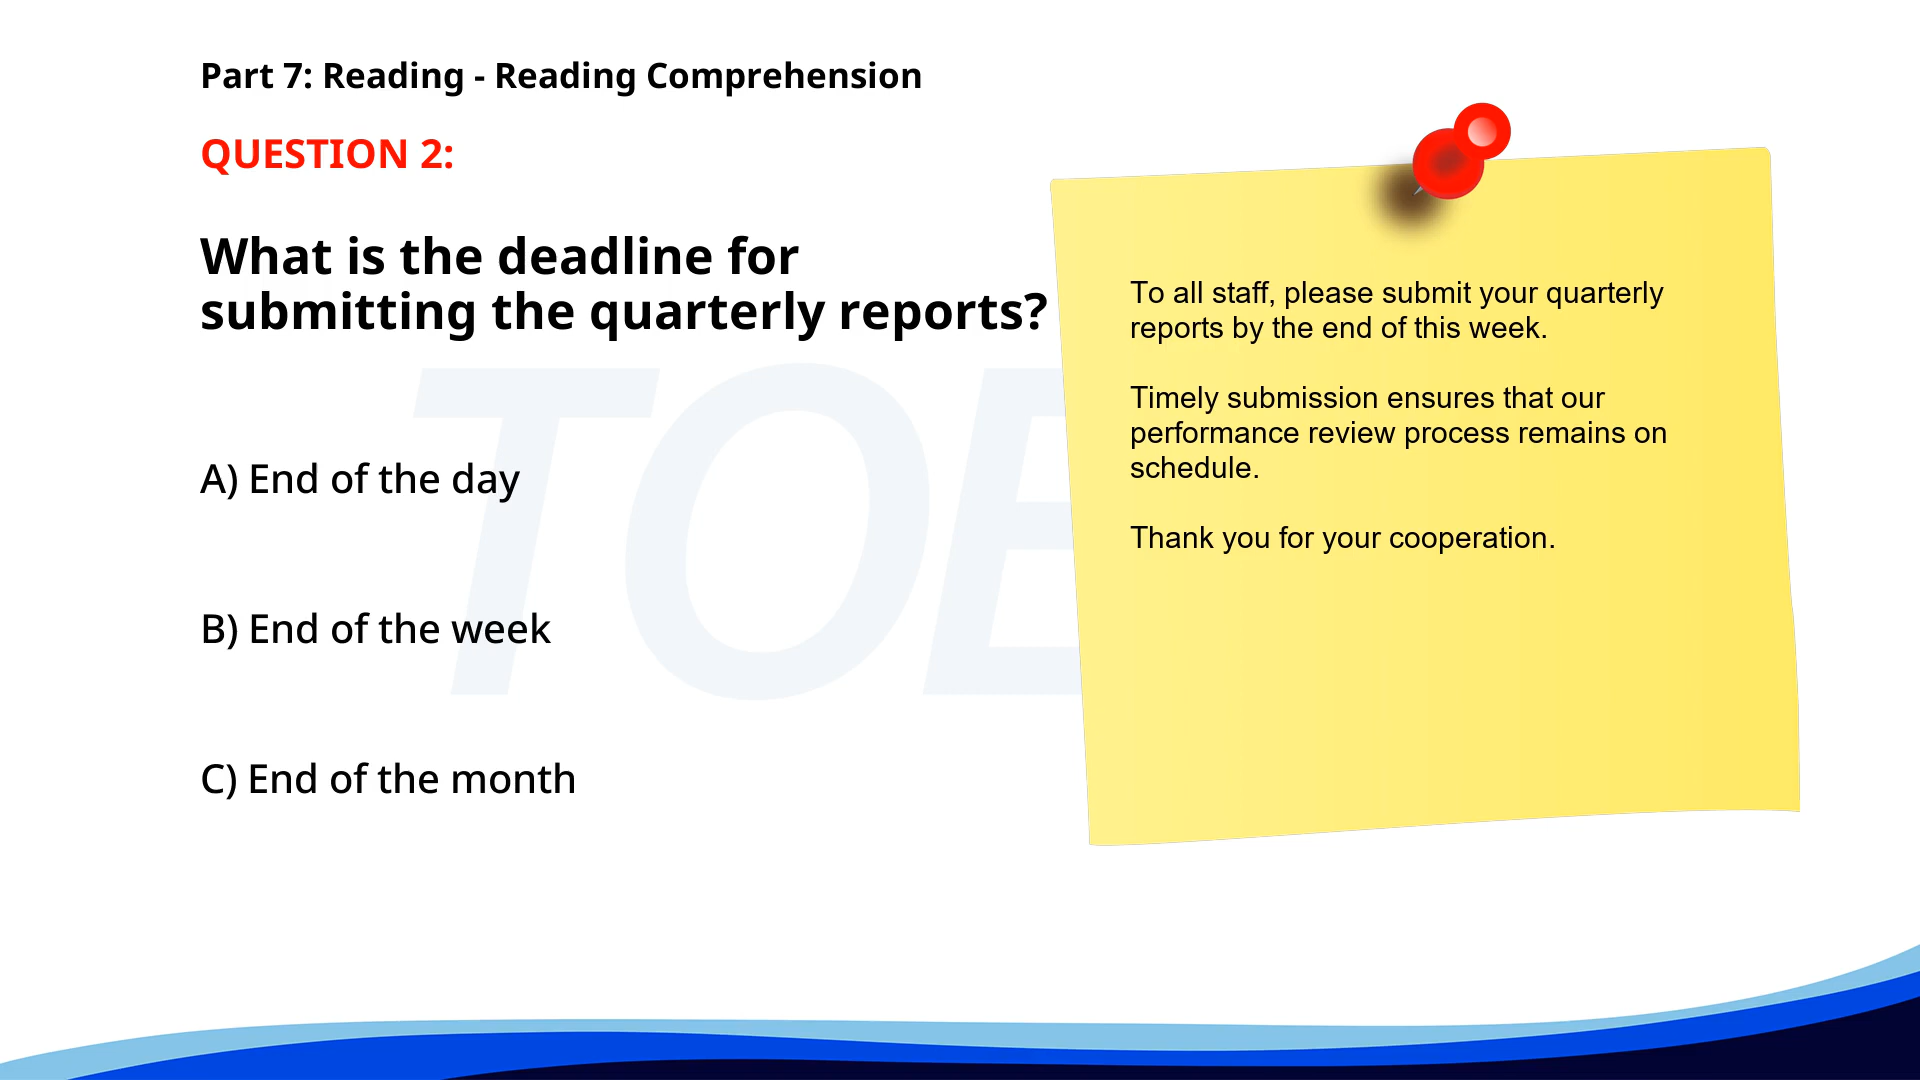 Part 7: Reading - Reading Comprehension
QUESTION 2:
What is the deadline for
submitting the quarterly reports?
A) End of the day
B) End of the week
C) End of the month
To all staff, please submit your quarterly
reports by the end of this week.
Timely submission ensures that our
performance review process remains on
schedule.
Thank you for your cooperation.